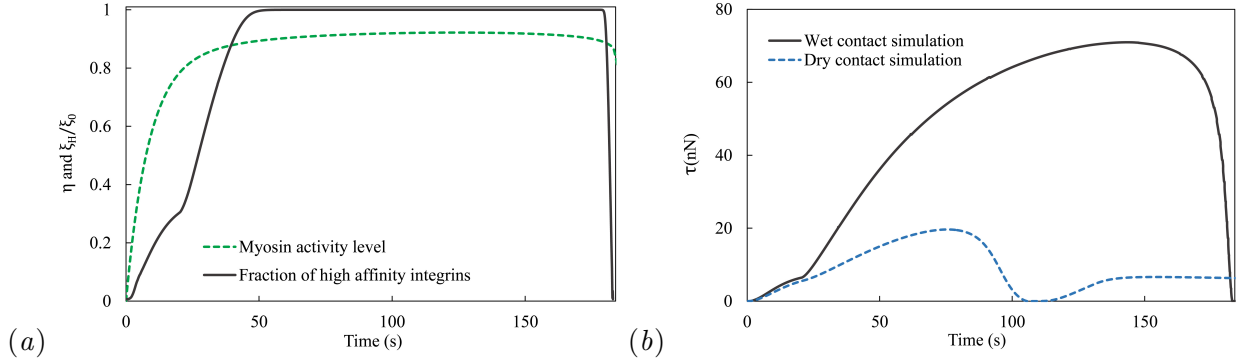 1
0.8
0.6
0.4
0.2
0
η and ξH/ξ0
Myosin activity level
Fraction of high affinity integrins
0
50
100
150
Time (s)
(a)
80
60
40
20
0
τ(nN)
Wet contact simulation
Dry contact simulation
0
50
100
150
Time (s)
(b)